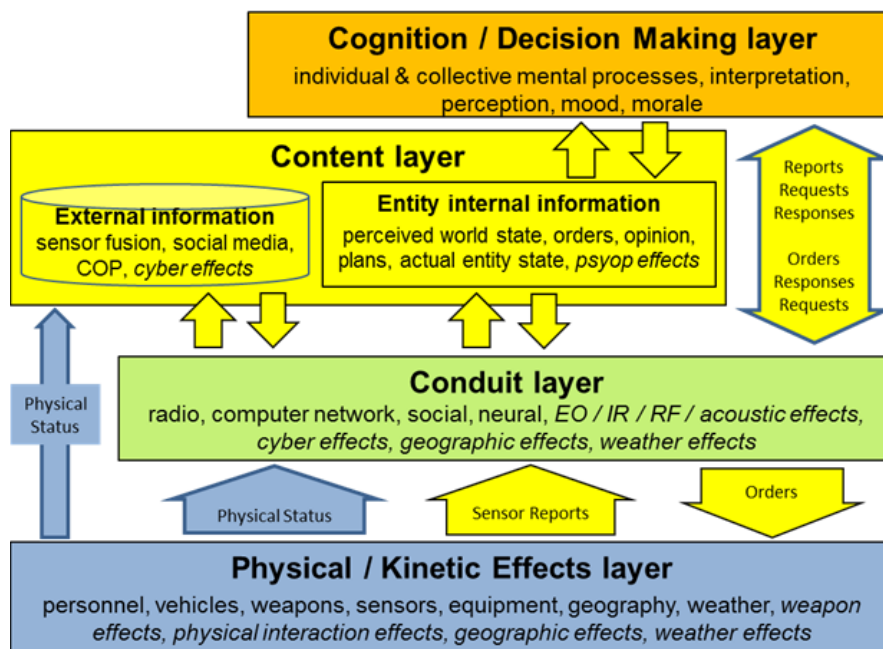 Cognition / Decision Making layer
individual & collective mental processes, interpretation,
perception, mood, morale
Content layer
External information
sensor fusion, social media,
COP, cyber effects
Entity internal information
perceived world state, orders, opinion,
plans, actual entity state, psyop effects
Reports
Requests
Responses
Orders
Responses
Requests
Physical
Status
Conduit layer
radio, computer network, social, neural, EO / IR / RF / acoustic effects,
cyber effects, geographic effects, weather effects
Physical Status
Sensor Reports
Orders
Physical / Kinetic Effects layer
personnel, vehicles, weapons, sensors, equipment, geography, weather, weapon
effects, physical interaction effects, geographic effects, weather effects